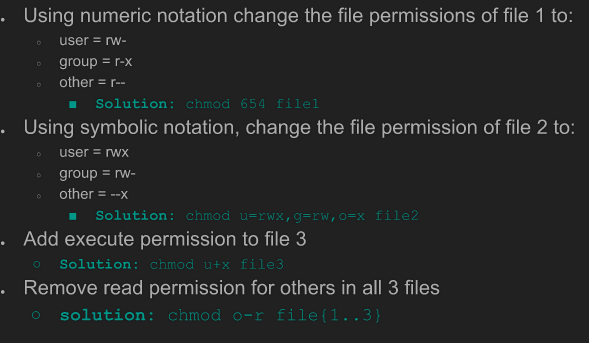 Using numeric notation change the file permissions of file 1 to:
user = rw-
group = r-x
other = r--
Solution: chmod 654 file1
Using symbolic notation, change the file permission of file 2 to:
user = rwx
group = rw-
other = --x
Solution: chmod u=rwx,g=rw,o=x file2
Add execute permission to file 3
Solution: chmod u+x file3
Remove read permission for others in all 3 files
solution: chmod o-r file{1..3}